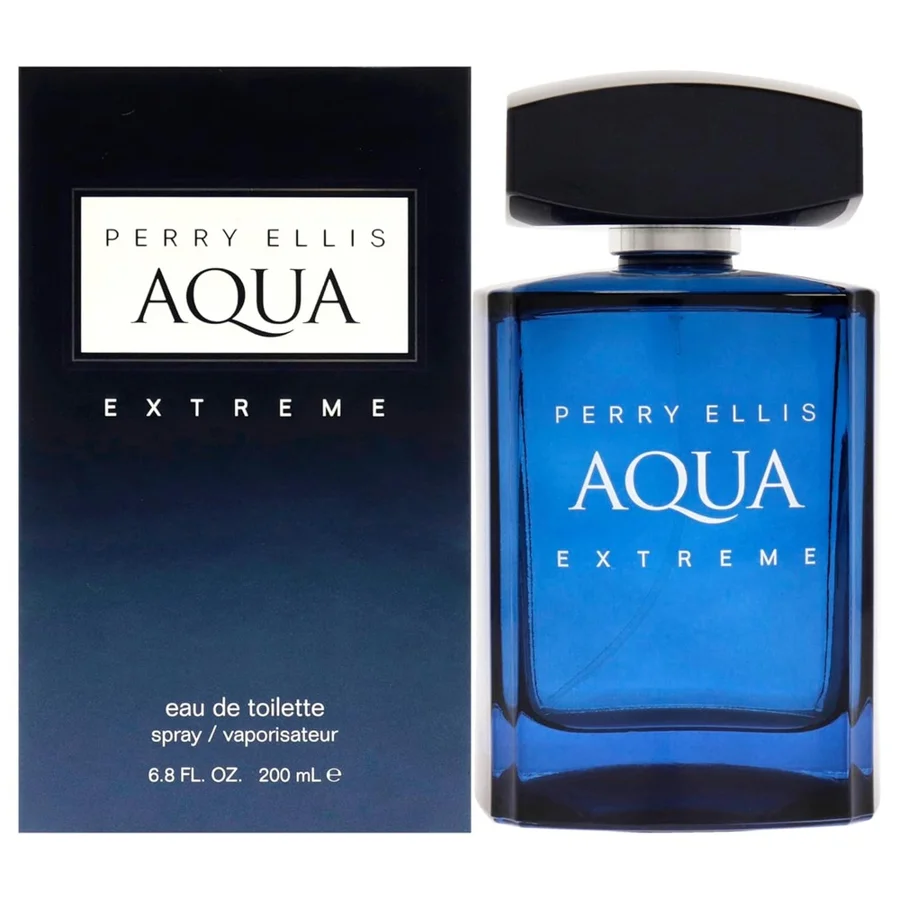 PERRY ELLIS
AQUA
EXTREME
eau de toilette
spray / vaporisateur
6.8 FL. OZ. 200 mL ℮
PERRY ELLIS
AQUA
EXTREME